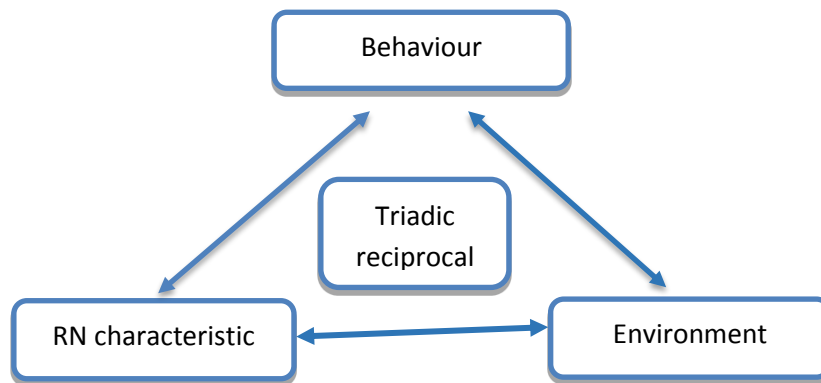 Behaviour
Triadic
reciprocal
RN characteristic
Environment